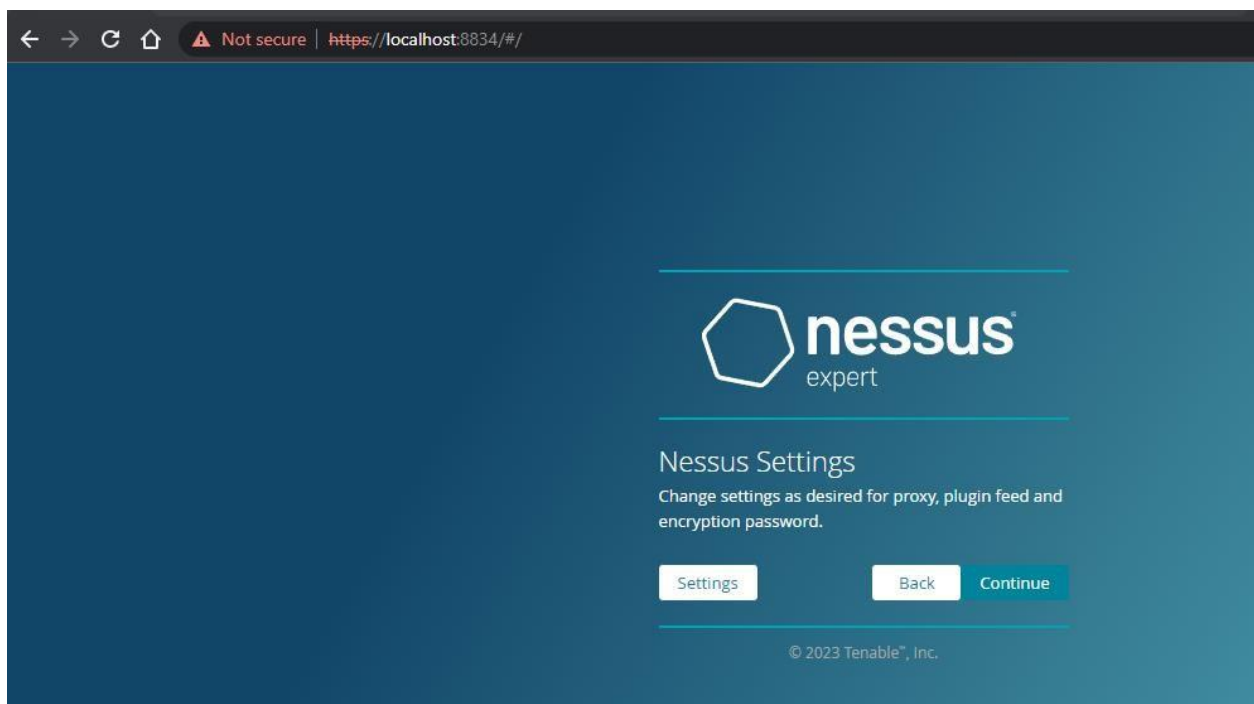 Not secure | https://localhost:8834/#/
nessus®
expert
Nessus Settings
Change settings as desired for proxy, plugin feed and
encryption password.
Settings Back Continue
© 2023 Tenable™, Inc.